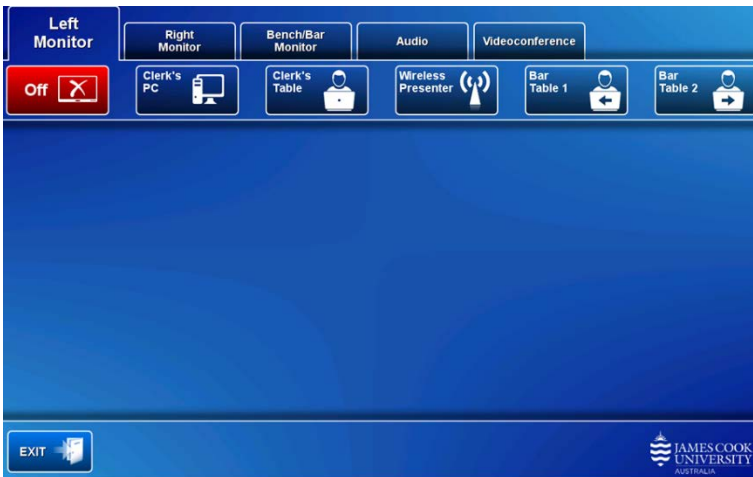 Left
Monitor
Right
Monitor
Bench/Bar
Monitor
Audio
Videoconference
Off
Clerk's
PC
Clerk's
Table
Wireless
Presenter
Bar
Table 1
Bar
Table 2
EXIT
JAMES COOK
UNIVERSITY
AUSTRALIA